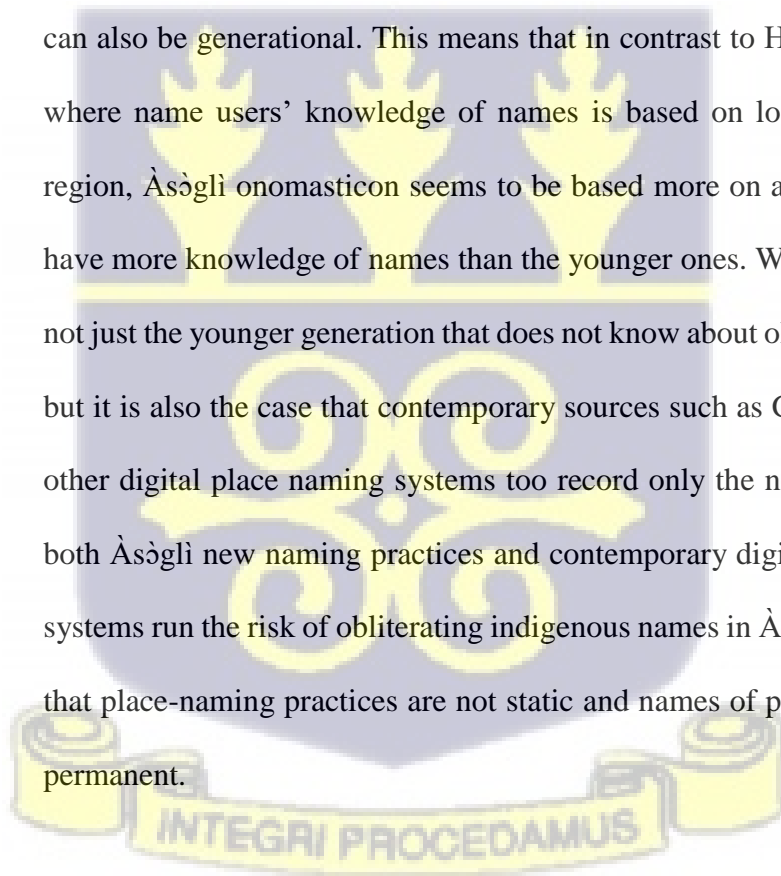 can also be generational. This means that in contrast to H
where name users’ knowledge of names is based on lo
region, Àsɔ̀glì onomasticon seems to be based more on a
have more knowledge of names than the younger ones. W
not just the younger generation that does not know about o
but it is also the case that contemporary sources such as
other digital place naming systems too record only the n
both Àsɔ̀glì new naming practices and contemporary digi
systems run the risk of obliterating indigenous names in À
that place-naming practices are not static and names of p
permanent.
INTEGRI PROCEDAMUS